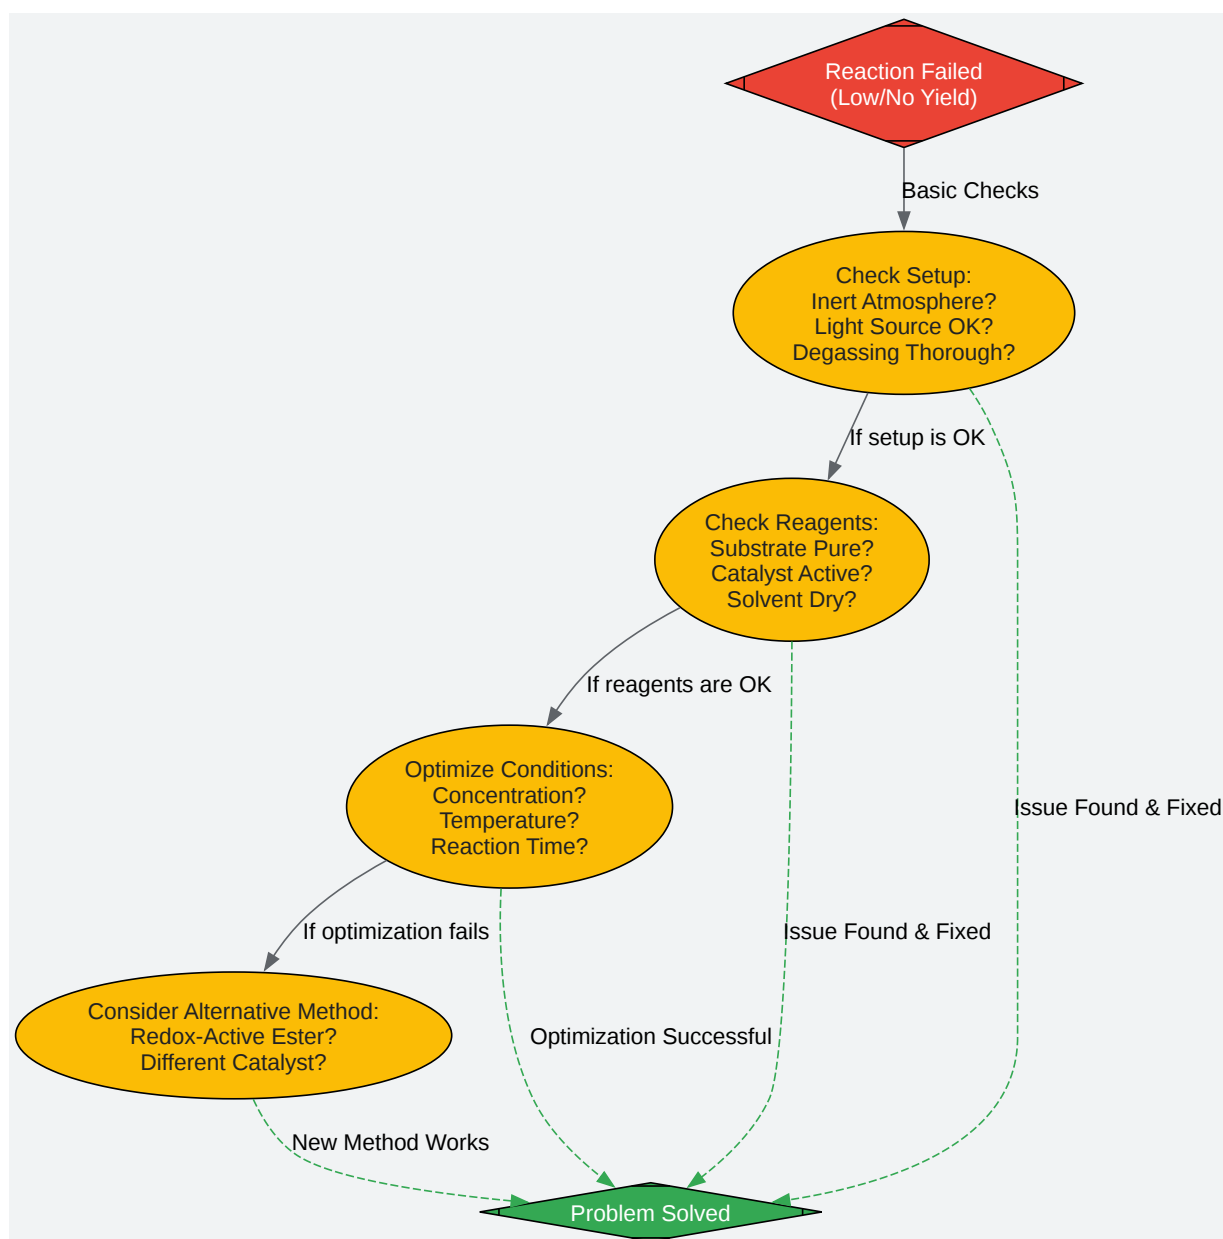 Reaction Failed
(Low/No Yield)
Basic Checks
Check Setup:
Inert Atmosphere?
Light Source OK?
Degassing Thorough?
If setup is OK
Check Reagents:
Substrate Pure?
Catalyst Active?
Solvent Dry?
If reagents are OK
Optimize Conditions:
Concentration?
Temperature?
Reaction Time?
Issue Found & Fixed
If optimization fails
Issue Found & Fixed
Consider Alternative Method:
Redox-Active Ester?
Different Catalyst?
Optimization Successful
New Method Works
Problem Solved